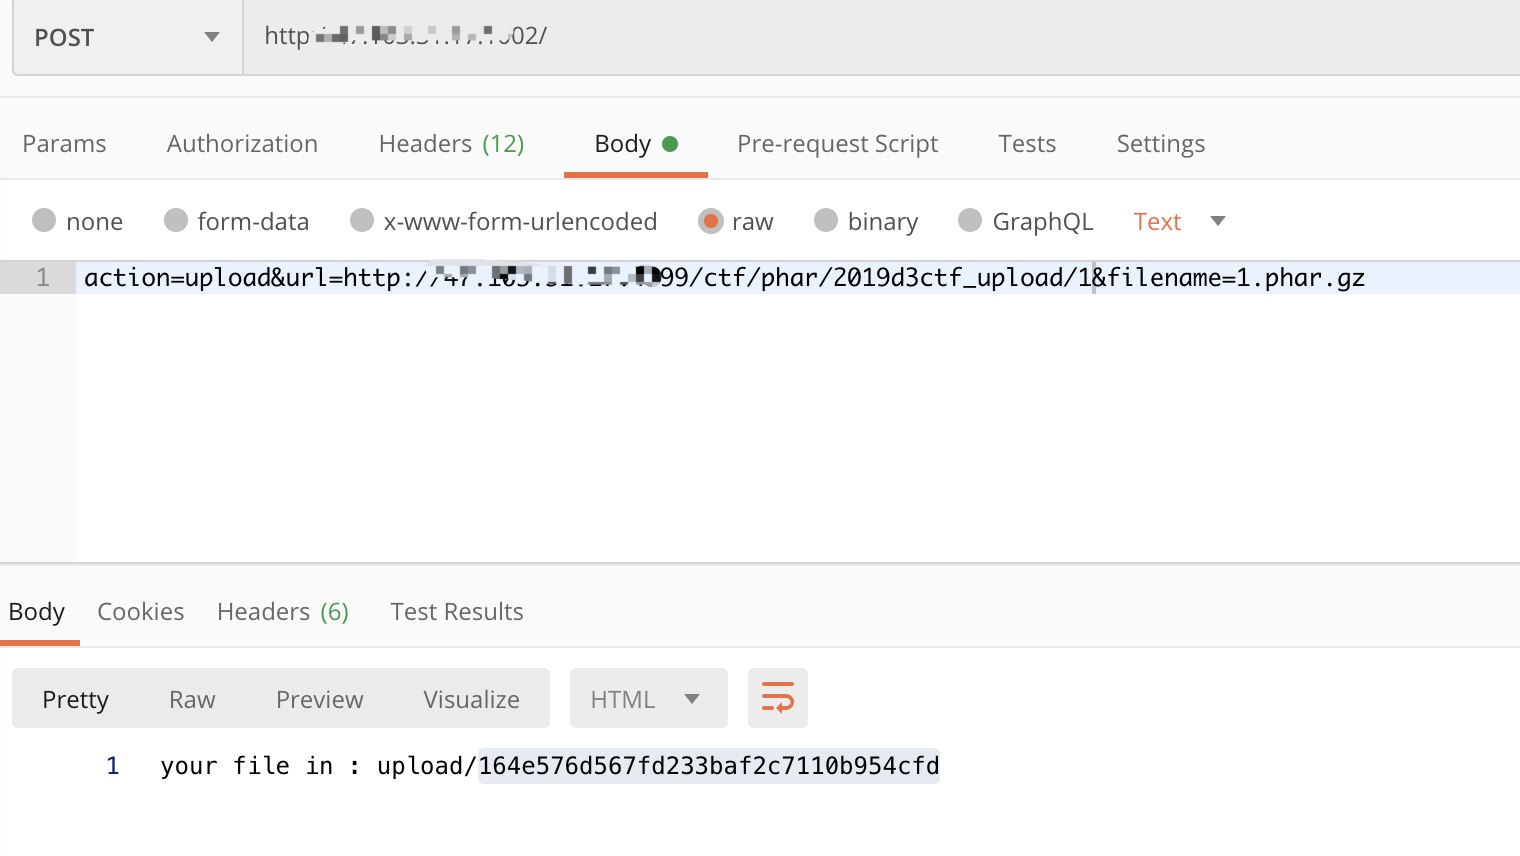 POST http 02/
Params Authorization Headers (12) Body Pre-request Script Tests Settings
none form-data x-www-form-urlencoded raw binary GraphQL Text
1 action=upload&url=http:/ 99/ctf/phar/2019d3ctf_upload/1&filename=1.phar.gz
Body Cookies Headers (6) Test Results
Pretty Raw Preview Visualize HTML
1 your file in : upload/164e576d567fd233baf2c7110b954cfd